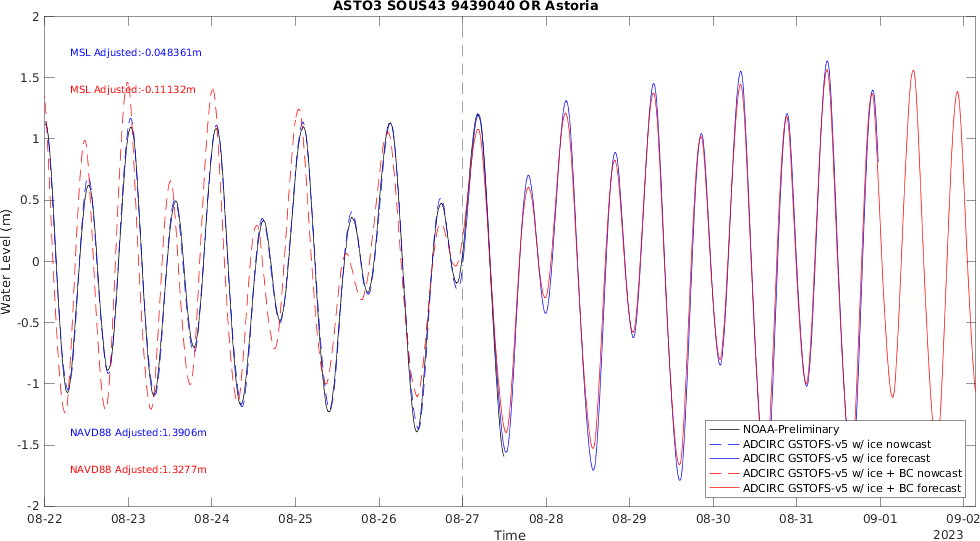 ASTO3 SOUS43 9439040 OR Astoria
2
1.5
1
0.5
0
-0.5
-1
-1.5
-2
Water Level (m)
MSL Adjusted:-0.048361m
MSL Adjusted:-0.11132m
NAVD88 Adjusted:1.3906m
NAVD88 Adjusted:1.3277m
NOAA-Preliminary
ADCIRC GSTOFS-v5 w/ ice nowcast
ADCIRC GSTOFS-v5 w/ ice forecast
ADCIRC GSTOFS-v5 w/ ice + BC nowcast
ADCIRC GSTOFS-v5 w/ ice + BC forecast
08-22 08-23 08-24 08-25 08-26 08-27 08-28 08-29 08-30 08-31 09-01 09-02
2023
Time